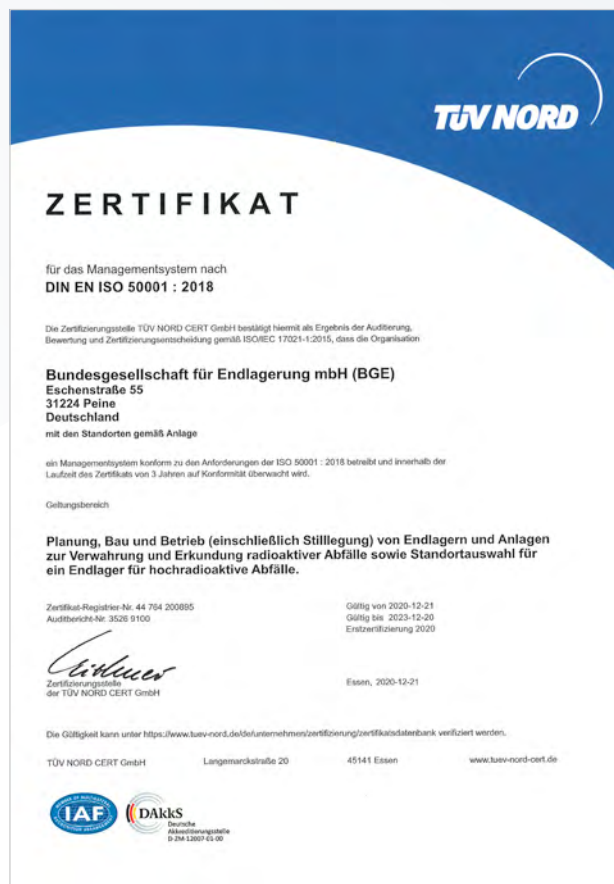 TÜV NORD
ZERTIFIKAT
für das Managementsystem nach
DIN EN ISO 50001 : 2018
Die Zertifizierungsstelle TÜV NORD CERT GmbH bestätigt hiermit als Ergebnis der Auditierung,
Bewertung und Zertifizierungsentscheidung gemäß ISO/IEC 17021-1:2015, dass die Organisation
Bundesgesellschaft für Endlagerung mbH (BGE)
Eschenstraße 55
31224 Peine
Deutschland
mit den Standorten gemäß Anlage
ein Managementsystem konform zu den Anforderungen der ISO 50001 : 2018 betreibt und innerhalb der
Laufzeit des Zertifikats von 3 Jahren auf Konformität überwacht wird.
Geltungsbereich
Planung, Bau und Betrieb (einschließlich Stilllegung) von Endlagern und Anlagen
zur Verwahrung und Erkundung radioaktiver Abfälle sowie Standortauswahl für
ein Endlager für hochradioaktive Abfälle.
Zertifikat-Registrier-Nr. 44 764 200895
Auditbericht-Nr. 3526 9100
Gültig von 2020-12-21
Gültig bis 2023-12-20
Erstzertifizierung 2020
Zertifizierungsstelle
der TÜV NORD CERT GmbH
Essen, 2020-12-21
Die Gültigkeit kann unter https://www.tuev-nord.de/de/unternehmen/zertifizierung/zertifikatsdatenbank verifiziert werden.
TÜV NORD CERT GmbH Langemarckstraße 20 45141 Essen www.tuev-nord-cert.de
IAF
DAkkS
Deutsche
Akkreditierungsstelle
D-ZM-12007-01-00